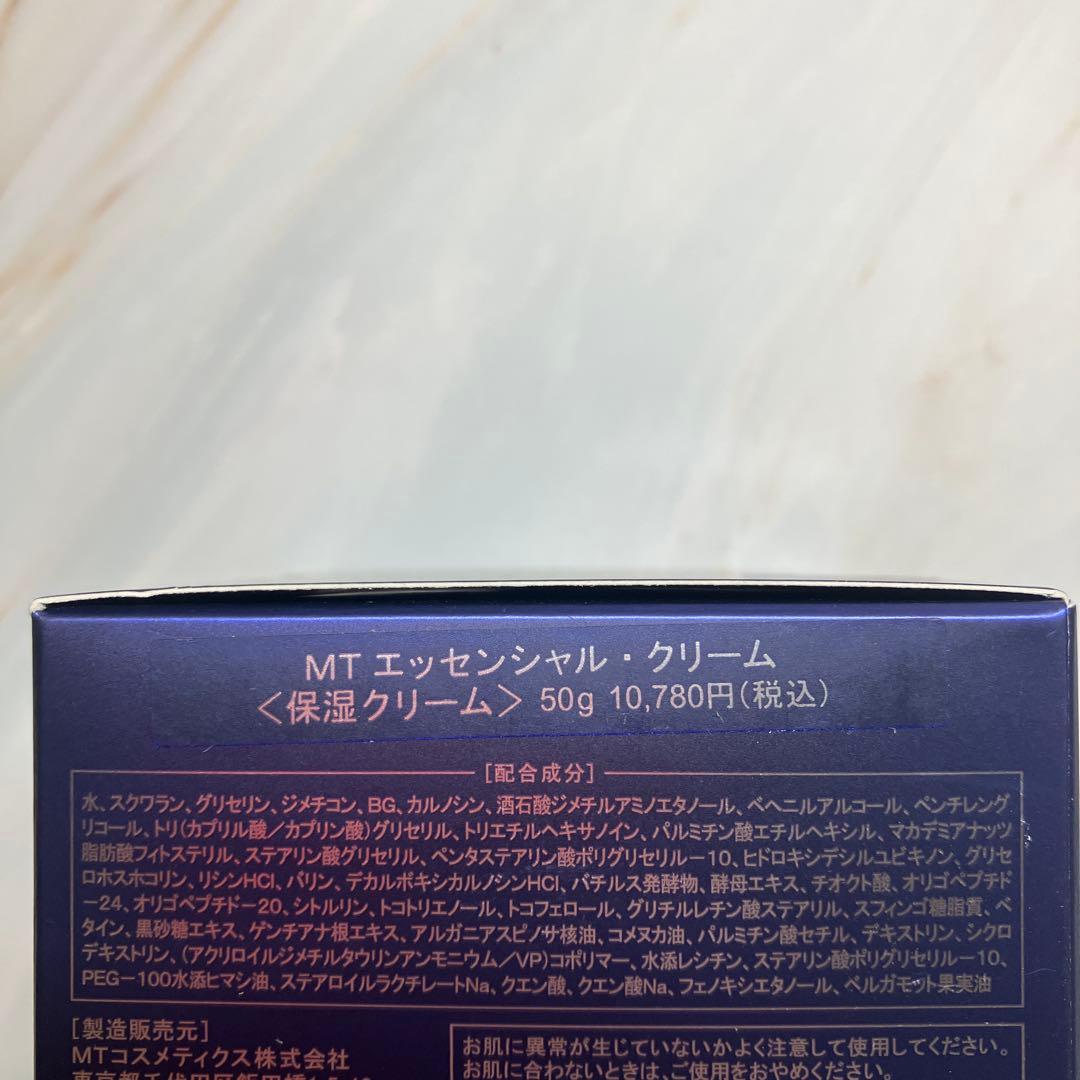 MT エッセンシャル・クリーム
＜保湿クリーム＞ 50g 10,780円(税込)
[配合成分]
水、スクワラン、グリセリン、ジメチコン、BG、カルノシン、酒石酸ジメチルアミノエタノール、ベヘニルアルコール、ペンチレング
リコール、トリ(カプリル酸／カプリン酸)グリセリル、トリエチルヘキサノイン、パルミチン酸エチルヘキシル、マカデミアナッツ
脂肪酸フィトステリル、ステアリン酸グリセリル、ペンタステアリン酸ポリグリセリル－10、ヒドロキシデシルユビキノン、グリセ
ロホスホコリン、リシンHCl、バリン、デカルボキシカルノシンHCl、バチルス発酵物、酵母エキス、チオクト酸、オリゴペプチド
－24、オリゴペプチド－20、シトルリン、トコトリエノール、トコフェロール、グリチルレチン酸ステアリル、スフィンゴ糖脂質、ベ
タイン、黒砂糖エキス、ゲンチアナ根エキス、アルガニアスピノサ核油、コメヌカ油、パルミチン酸セチル、デキストリン、シクロ
デキストリン、(アクリロイルジメチルタウリンアンモニウム／VP)コポリマー、水添レシチン、ステアリン酸ポリグリセリル－10、
PEG－100水添ヒマシ油、ステアロイルラクチレートNa、クエン酸、クエン酸Na、フェノキシエタノール、ベルガモット果実油
[製造販売元]
MTコスメティクス株式会社
お肌に異常が生じていないかよく注意して使用してください。
お肌に合わないときは、ご使用をおやめください。